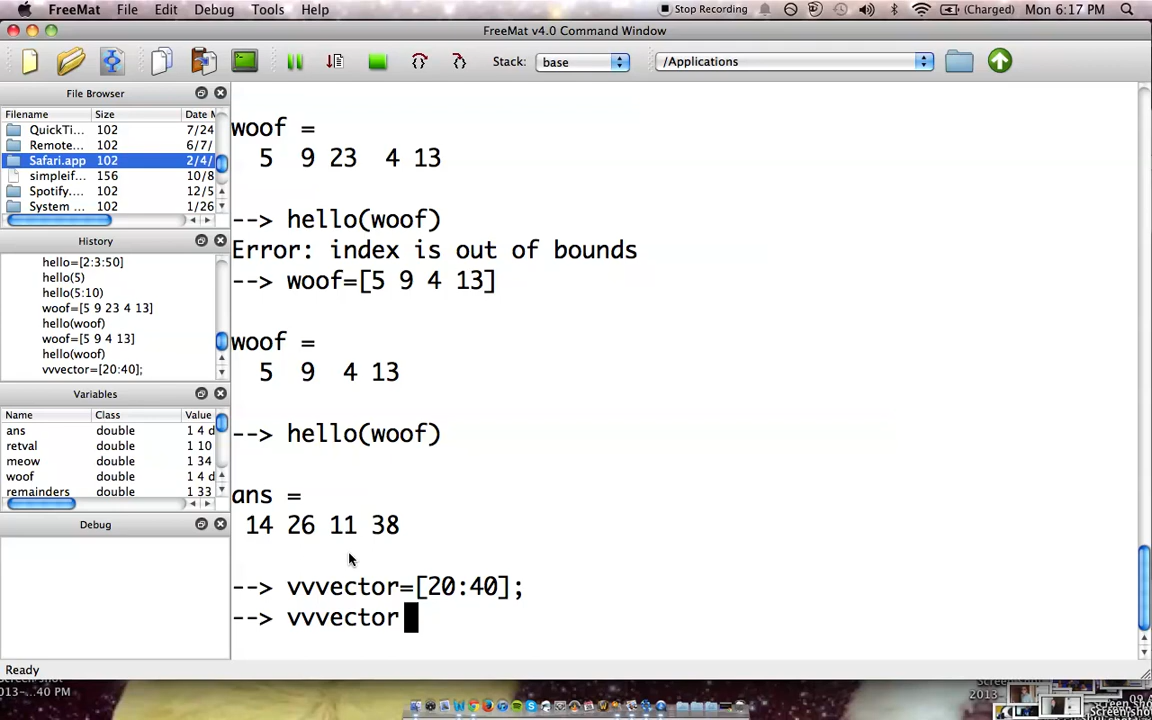 FreeMat File Edit Debug Tools Help Stop Recording (Charged) Mon 6:17 PM
FreeMat v4.0 Command Window
Stack: base /Applications
File Browser
Filename Size Date M
QuickTi... 102 7/24
Remote... 102 6/7/
Safari.app 102 2/4/
simpleif... 156 10/8
Spotify.... 102 12/5
System ... 102 1/26
History
hello=[2:3:50]
hello(5)
hello(5:10)
woof=[5 9 23 4 13]
hello(woof)
woof=[5 9 4 13]
hello(woof)
vvvector=[20:40];
Variables
Name Class Value
ans double 1 4 d
retval double 1 10
meow double 1 34
woof double 1 4 d
remainders double 1 33
Debug
woof =
5 9 23 4 13
--> hello(woof)
Error: index is out of bounds
--> woof=[5 9 4 13]
woof =
5 9 4 13
--> hello(woof)
ans =
14 26 11 38
--> vvvector=[20:40];
--> vvvector
Ready
013-...40 PM
2013-
Screen shot